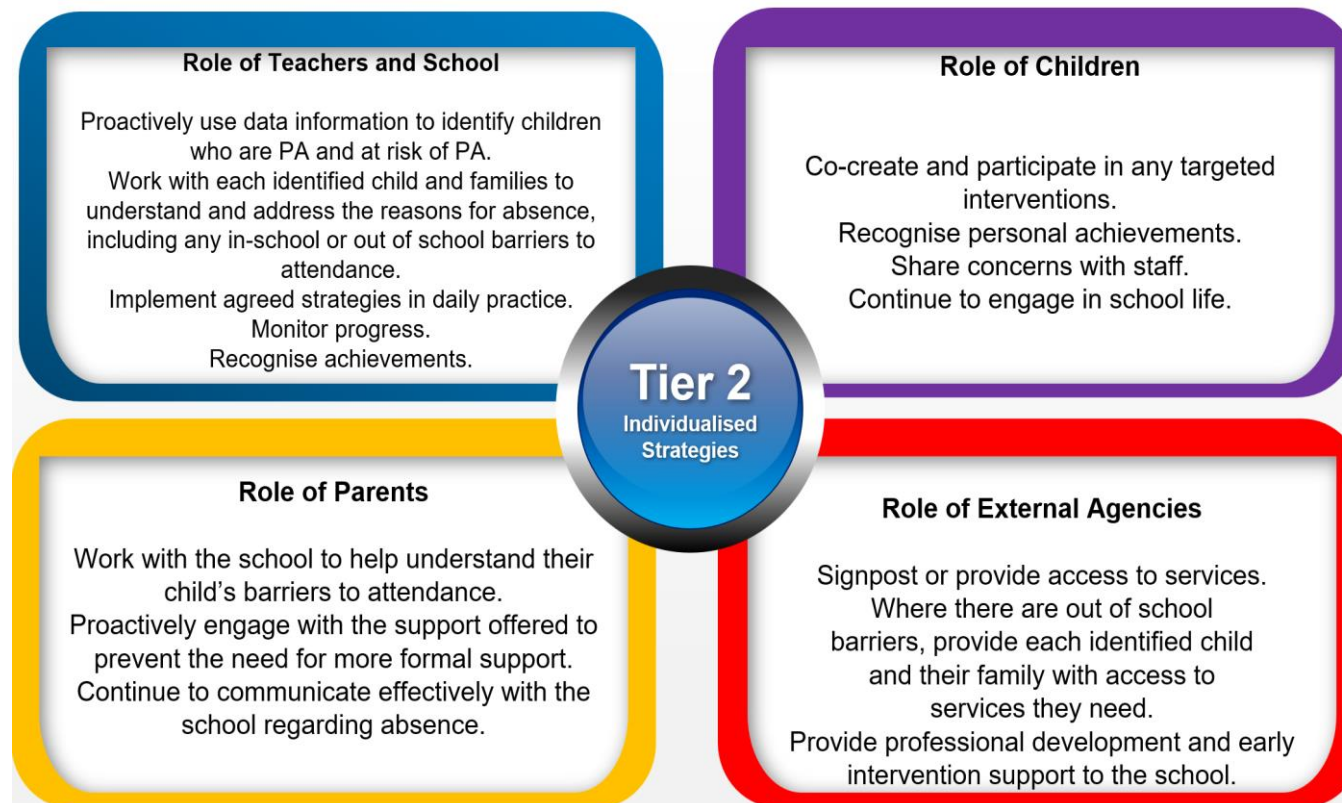 Role of Teachers and School
Proactively use data information to identify children
who are PA and at risk of PA.
Work with each identified child and families to
understand and address the reasons for absence,
including any in-school or out of school barriers to
attendance.
Implement agreed strategies in daily practice.
Monitor progress.
Recognise achievements.
Role of Children
Co-create and participate in any targeted
interventions.
Recognise personal achievements.
Share concerns with staff.
Continue to engage in school life.
Tier 2
Individualised
Strategies
Role of Parents
Work with the school to help understand their
child’s barriers to attendance.
Proactively engage with the support offered to
prevent the need for more formal support.
Continue to communicate effectively with the
school regarding absence.
Role of External Agencies
Signpost or provide access to services.
Where there are out of school
barriers, provide each identified child
and their family with access to
services they need.
Provide professional development and early
intervention support to the school.